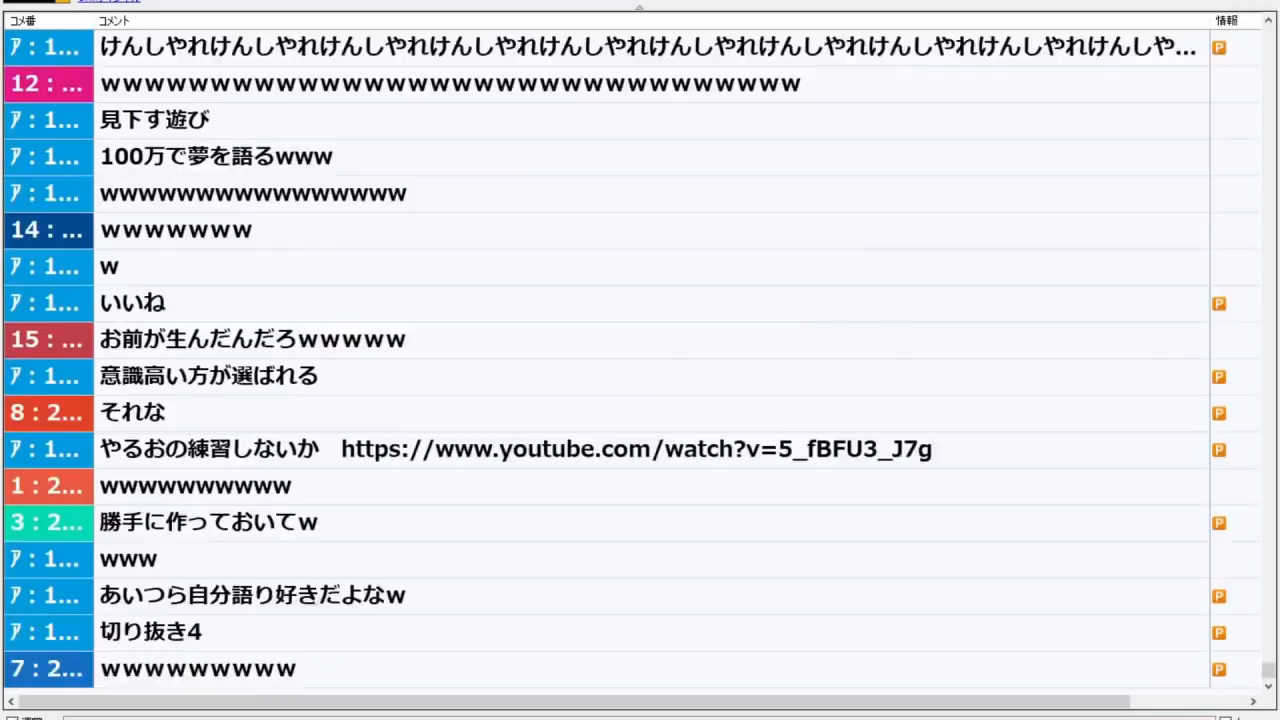 コメ番 コメント 情報
ｱ：1... けんしやれけんしやれけんしやれけんしやれけんしやれけんしやれけんしやれけんしやれけんしやれけんしや... P
12：... ｗｗｗｗｗｗｗｗｗｗｗｗｗｗｗｗｗｗｗｗｗｗｗｗｗｗｗｗｗｗｗｗ
ｱ：1... 見下す遊び
ｱ：1... 100万で夢を語るwww
ｱ：1... wwwwwwwwwwwwwwww
14：... ｗｗｗｗｗｗｗ
ｱ：1... w
ｱ：1... いいね P
15：... お前が生んだんだろｗｗｗｗｗ
ｱ：1... 意識高い方が選ばれる P
8：2... それな P
ｱ：1... やるおの練習しないか　https://www.youtube.com/watch?v=5_fBFU3_J7g P
1：2... wwwwwwwwww
3：2... 勝手に作っておいてｗ P
ｱ：1... www
ｱ：1... あいつら自分語り好きだよなｗ P
ｱ：1... 切り抜き4 P
7：2... ｗｗｗｗｗｗｗｗｗ P